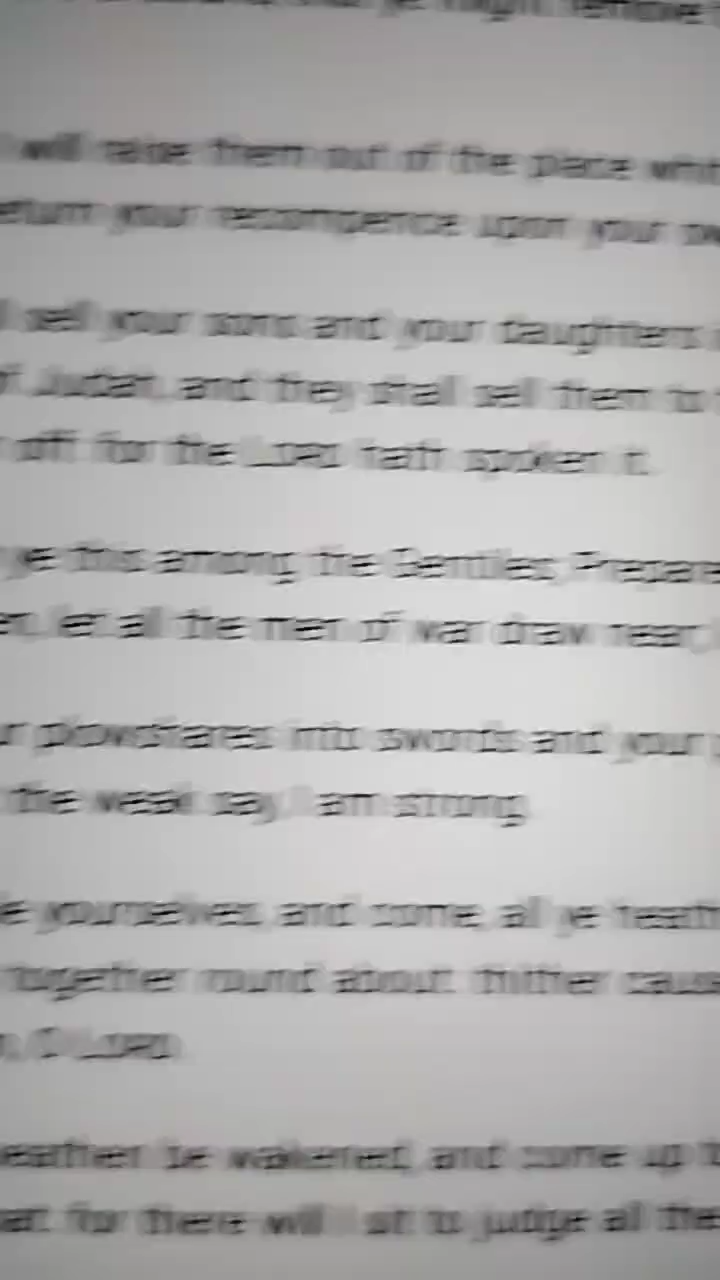 might remove
will raise them out of the place
your recompence upon your
sell your sons and your daughters
Judah, and they shall sell them to
off: for the LORD hath spoken it.
ye this among the Gentiles; Prepare
let all the men of war draw near;
plowshares into swords, and your
the weak say, I am strong.
yourselves, and come, all ye
together round about: thither cause
O LORD.
be wakened, and come up
for there will I sit to judge all the